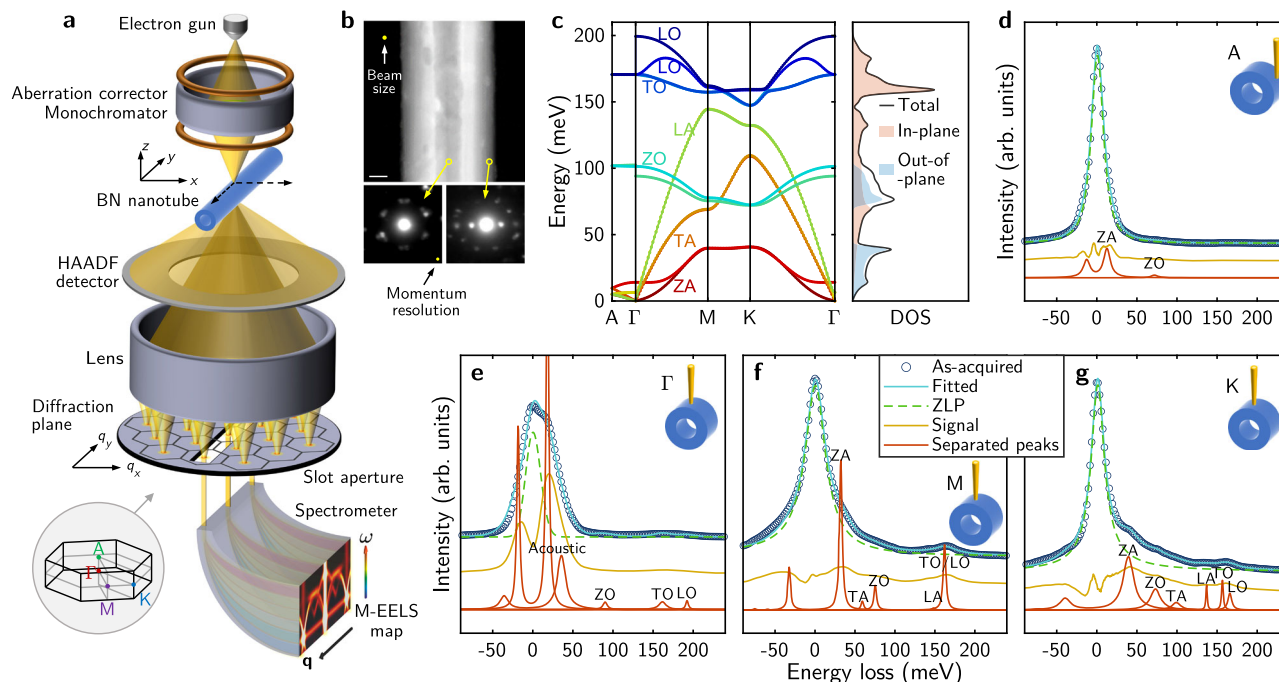 a
Electron gun
Aberration corrector
Monochromator
z
y
x
BN nanotube
HAADF
detector
Lens
Diffraction
plane
qy
qx
Slot aperture
Spectrometer
A
Γ
M
K
ω
M-EELS
map
q
b
Beam
size
Momentum
resolution
c
Energy (meV)
200
150
100
50
0
LO
LO
TO
LA
ZO
TA
ZA
A Γ M K Γ
Total
In-plane
Out-of
-plane
DOS
d
A
Intensity (arb. units)
ZA
ZO
-50 0 50 100 150 200
e
Γ
Intensity (arb. units)
Acoustic
ZO
TO
LO
-50 0 50 100 150 200
f
M
ZA
TA
ZO
TO/LO
LA
-50 0 50 100 150 200
Energy loss (meV)
As-acquired
Fitted
ZLP
Signal
Separated peaks
g
K
ZA
ZO
TA
LA
TO
LO
-50 0 50 100 150 200